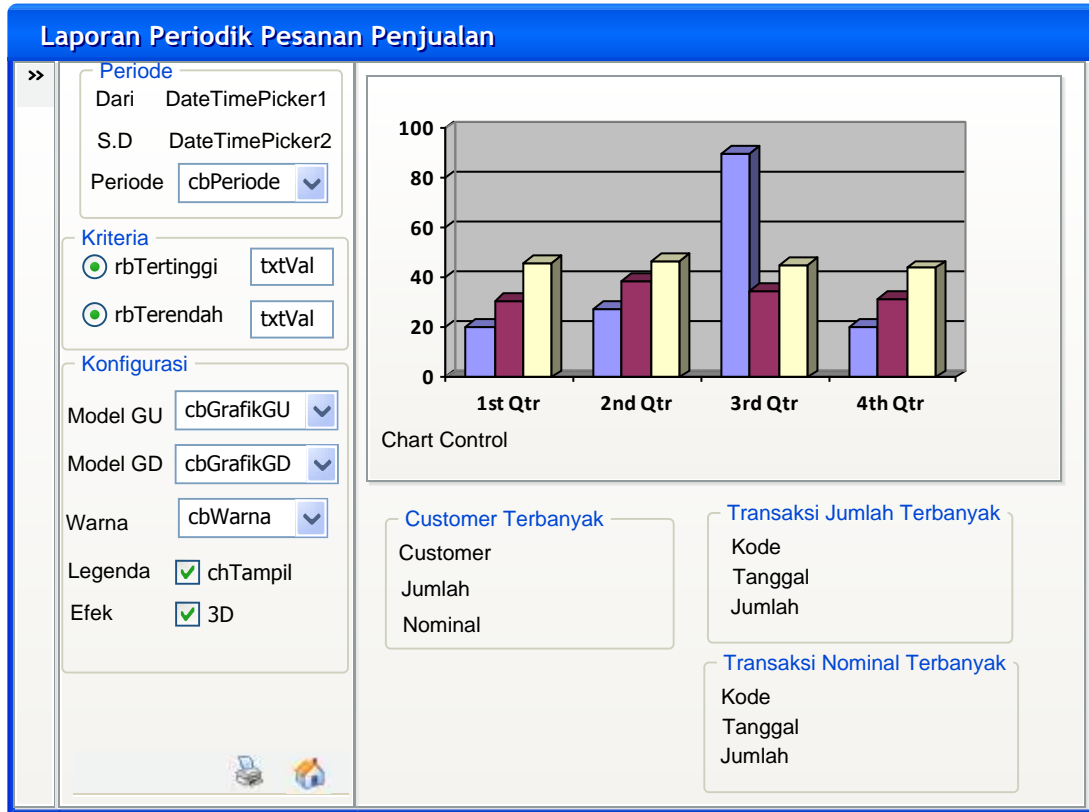 Laporan Periodik Pesanan Penjualan
»
Periode
Dari DateTimePicker1
S.D DateTimePicker2
Periode cbPeriode
Kriteria
rbTertinggi txtVal
rbTerendah txtVal
Konfigurasi
Model GU cbGrafikGU
Model GD cbGrafikGD
Warna cbWarna
Legenda chTampil
Efek 3D
100
80
60
40
20
0
1st Qtr 2nd Qtr 3rd Qtr 4th Qtr
Chart Control
Customer Terbanyak
Customer
Jumlah
Nominal
Transaksi Jumlah Terbanyak
Kode
Tanggal
Jumlah
Transaksi Nominal Terbanyak
Kode
Tanggal
Jumlah